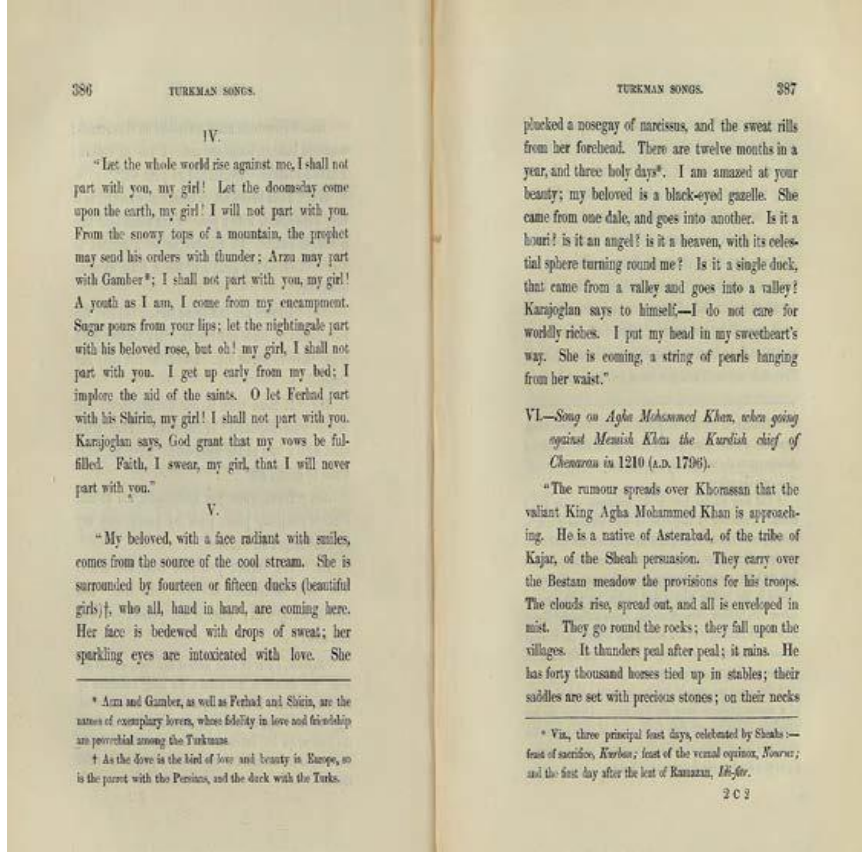 386
TURKMAN SONGS.
IV.
"Let the whole world rise against me, I shall not
part with you, my girl! Let the doomsday come
upon the earth, my girl! I will not part with you.
From the snowy tops of a mountain, the prophet
may send his orders with thunder; Arzu may part
with Gamber*; I shall not part with you, my girl!
A youth as I am, I come from my encampment.
Sugar pours from your lips; let the nightingale part
with his beloved rose, but oh! my girl, I shall not
part with you. I get up early from my bed; I
implore the aid of the saints. O let Ferhad part
with his Shirin, my girl! I shall not part with you.
Karajoglan says, God grant that my vows be ful-
filled. Faith, I swear, my girl, that I will never
part with you."
V.
"My beloved, with a face radiant with smiles,
comes from the source of the cool stream. She is
surrounded by fourteen or fifteen ducks (beautiful
girls)†, who all, hand in hand, are coming here.
Her face is bedewed with drops of sweat; her
sparkling eyes are intoxicated with love. She
* Arzu and Gamber, as well as Ferhad and Shirin, are the
names of exemplary lovers, whose fidelity in love and friendship
are proverbial among the Turkmans.
† As the dove is the bird of love and beauty in Europe, so
is the parrot with the Persians, and the duck with the Turks.
TURKMAN SONGS.
387
plucked a nosegay of narcissus, and the sweat rills
from her forehead. There are twelve months in a
year, and three holy days*. I am amazed at your
beauty; my beloved is a black-eyed gazelle. She
came from one dale, and goes into another. Is it a
houri? is it an angel? is it a heaven, with its celes-
tial sphere turning round me? Is it a single duck,
that came from a valley and goes into a valley?
Karajoglan says to himself,—I do not care for
worldly riches. I put my head in my sweetheart's
way. She is coming, a string of pearls hanging
from her waist."
VI.—Song on Agha Mohammed Khan, when going
against Memish Khan the Kurdish chief of
Chenaran in 1210 (A.D. 1796).
"The rumour spreads over Khorassan that the
valiant King Agha Mohammed Khan is approach-
ing. He is a native of Asterabad, of the tribe of
Kajar, of the Sheah persuasion. They carry over
the Bestam meadow the provisions for his troops.
The clouds rise, spread out, and all is enveloped in
mist. They go round the rocks; they fall upon the
villages. It thunders peal after peal; it rains. He
has forty thousand horses tied up in stables; their
saddles are set with precious stones; on their necks
* Viz., three principal feast days, celebrated by Sheahs :—
feast of sacrifice, Kurban; feast of the vernal equinox, Nouruz;
and the first day after the lent of Ramazan, Idi-fitr.
2 C 2